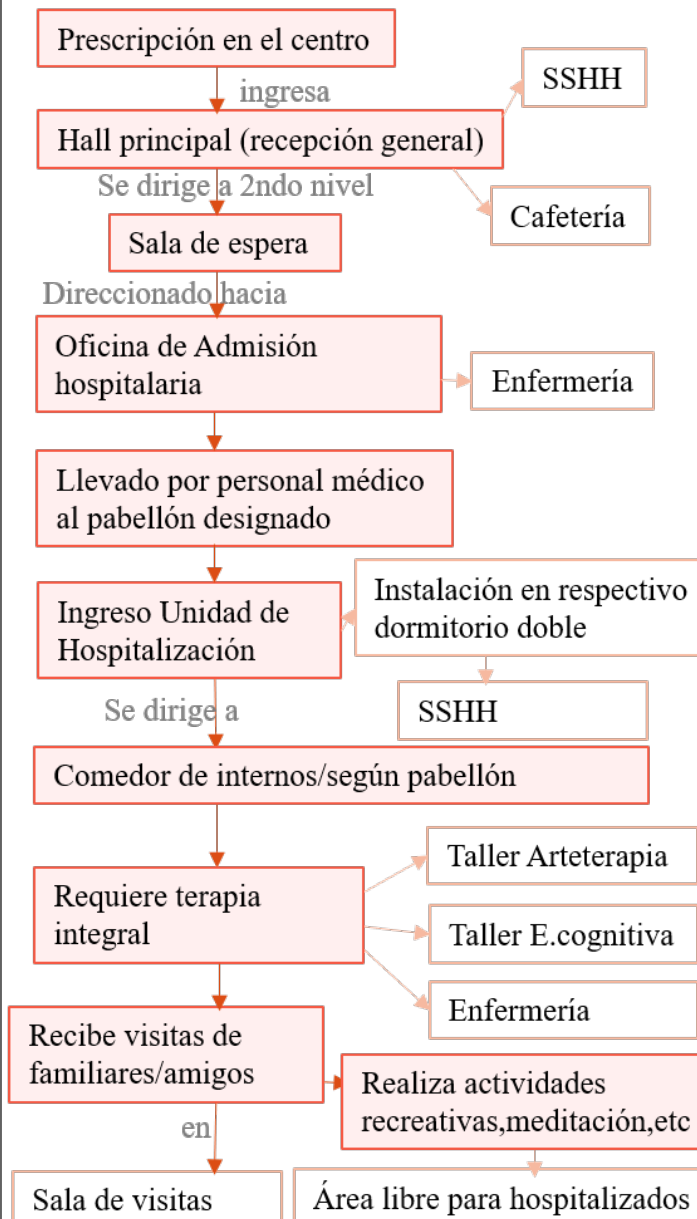 Prescripción en el centro
ingresa
SSHH
Hall principal (recepción general)
Se dirige a 2ndo nivel
Cafetería
Sala de espera
Direccionado hacia
Oficina de Admisión
hospitalaria
Enfermería
Llevado por personal médico
al pabellón designado
Ingreso Unidad de
Hospitalización
Instalación en respectivo
dormitorio doble
Se dirige a
SSHH
Comedor de internos/según pabellón
Requiere terapia
integral
Taller Arteterapia
Taller E.cognitiva
Enfermería
Recibe visitas de
familiares/amigos
Realiza actividades
recreativas,meditación,etc
en
Sala de visitas
Área libre para hospitalizados